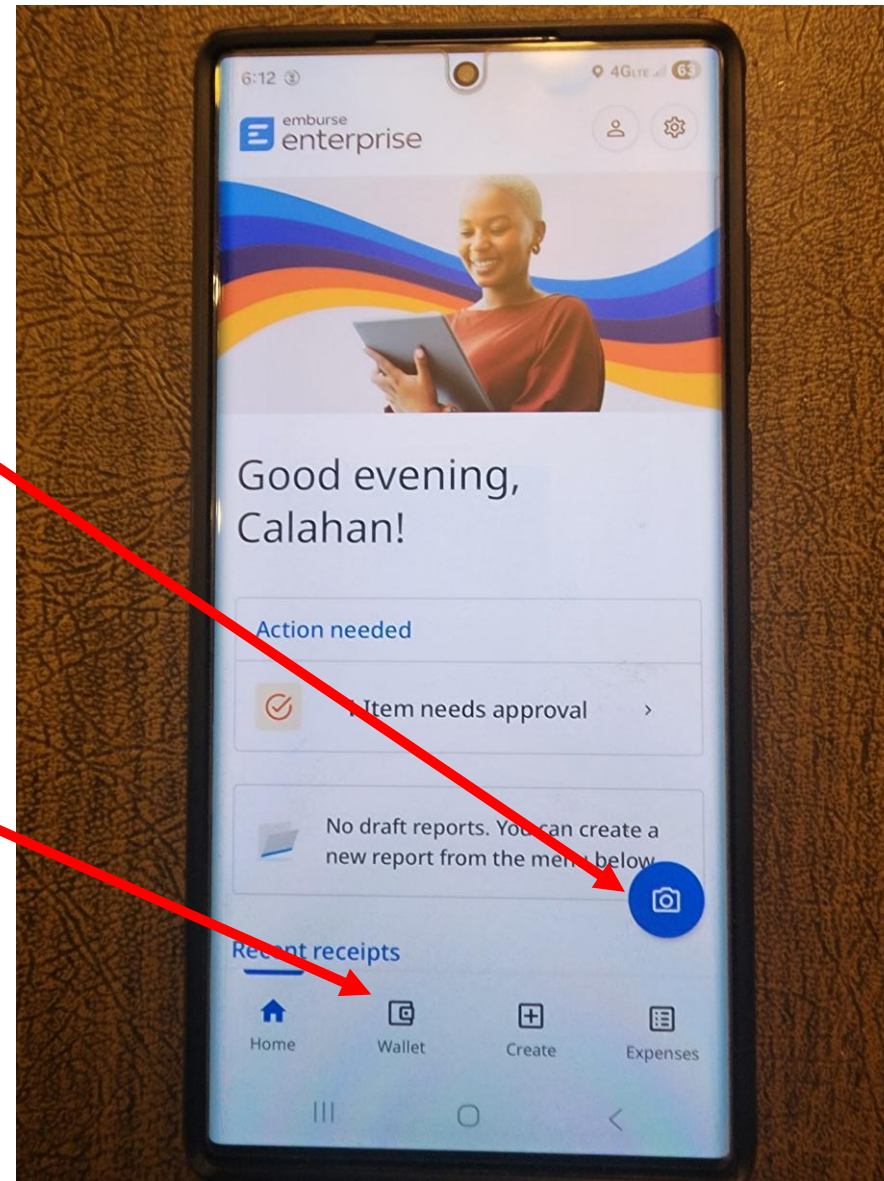 6:12
4G LTE 63
emburse
enterprise
Good evening,
Calahan!
Action needed
Item needs approval
No draft reports. You can create a
new report from the menu below
Recent receipts
Home Wallet Create Expenses